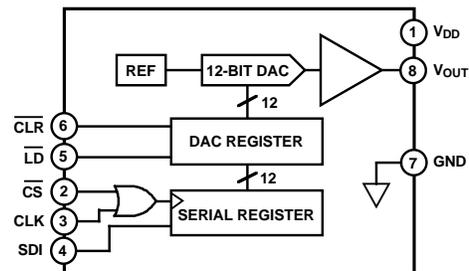 1 VDD
REF 12-BIT DAC 8 VOUT
12
CLR 6
DAC REGISTER
LD 5
7 GND
12
CS 2
CLK 3
SERIAL REGISTER
SDI 4